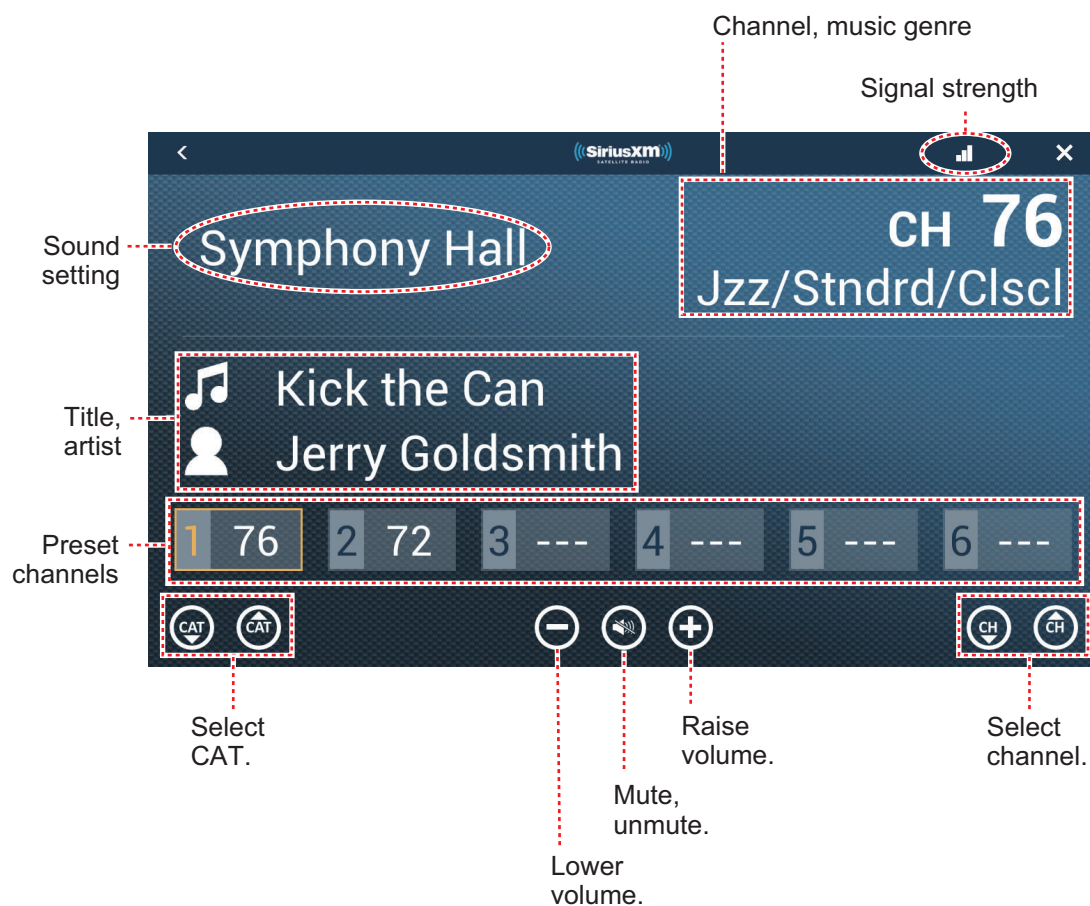 Channel, music genre
Signal strength
<
((SiriusXM))
SATELLITE RADIO
×
Sound
setting
Symphony Hall
CH 76
Jzz/Stndrd/Clscl
Title,
artist
Kick the Can
Jerry Goldsmith
Preset
channels
1 76 2 72 3 --- 4 --- 5 --- 6 ---
CAT CAT CH CH
Select
CAT.
Raise
volume.
Select
channel.
Mute,
unmute.
Lower
volume.